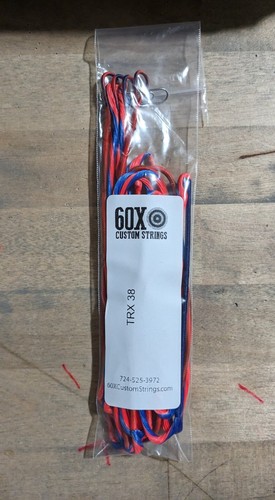 60X
CUSTOM STRINGS
TRX 38
724-525-3972
60XCustomStrings.com